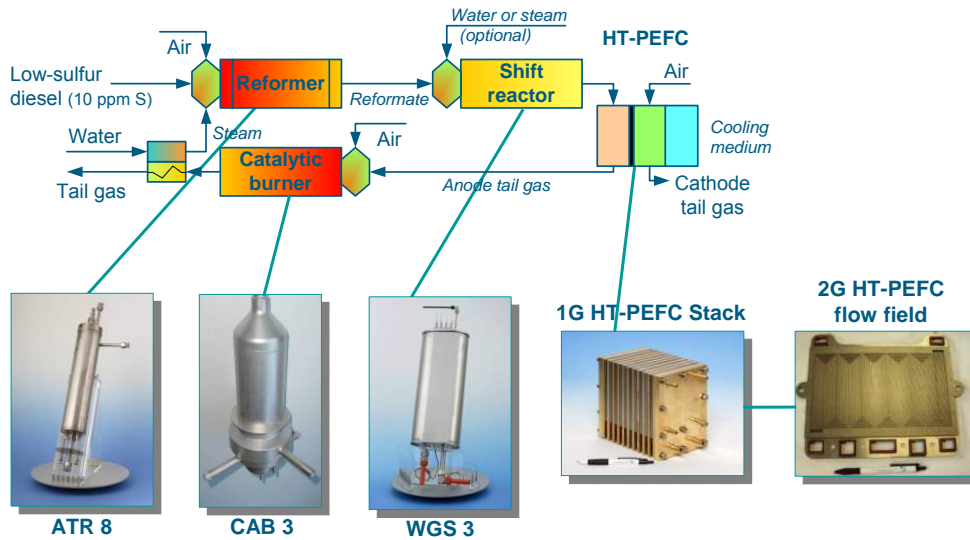 Water or steam
(optional)
HT-PEFC
Air
Air
Low-sulfur
diesel (10 ppm S)
Reformer
Reformate
Shift
reactor
Water
Steam
Air
Cooling
medium
Catalytic
burner
Tail gas
Anode tail gas
Cathode
tail gas
1G HT-PEFC Stack
2G HT-PEFC
flow field
ATR 8
CAB 3
WGS 3